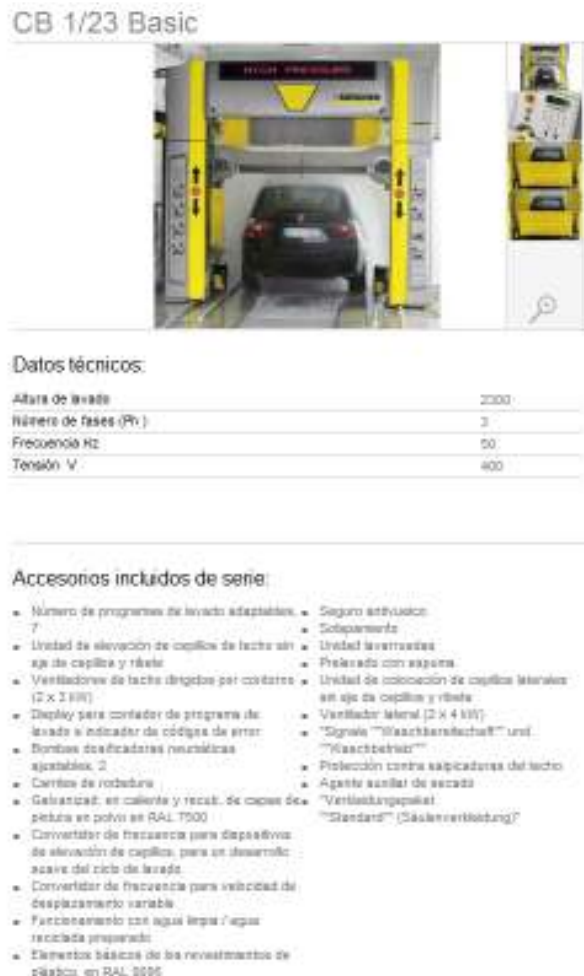 CB 1/23 Basic
HIGH PRESSURE
Datos técnicos:
Altura de lavado 2300
Número de fases (Ph) 3
Frecuencia Hz 50
Tensión V 400
Accesorios incluidos de serie:
Número de programas de lavado adaptables,
7
Unidad de elevación de cepillos de techo sin
eje de cepillos y ribete
Ventiladores de techo dirigidos por contorno
(2 x 3 kW)
Display para contador de programa de
lavado e indicador de códigos de error
Bombas dosificadoras neumáticas
ajustables, 2
Carriles de rodadura
Galvanizad. en caliente y recub. de capas de
pintura en polvo en RAL 7500
Convertidor de frecuencia para dispositivos
de elevación de cepillos, para un desarrollo
suave del ciclo de lavado
Convertidor de frecuencia para velocidad de
desplazamiento variable
Funcionamiento con agua limpia / agua
reciclada preparado
Elementos básicos de los revestimientos de
plástico, en RAL
Seguro antivuelco
Unidad lavarruedas
Prelavado con espuma
Unidad de colocación de cepillos laterales
sin eje de cepillos y ribete
Ventilador lateral (2 x 4 kW)
"Signale ""Waschbereitschaft"" und
""Waschbetrieb"""
Protección contra salpicaduras del techo
Agente auxiliar de secado
"Verkleidungspaket
""Standard"" (Säulenverkleidung)"